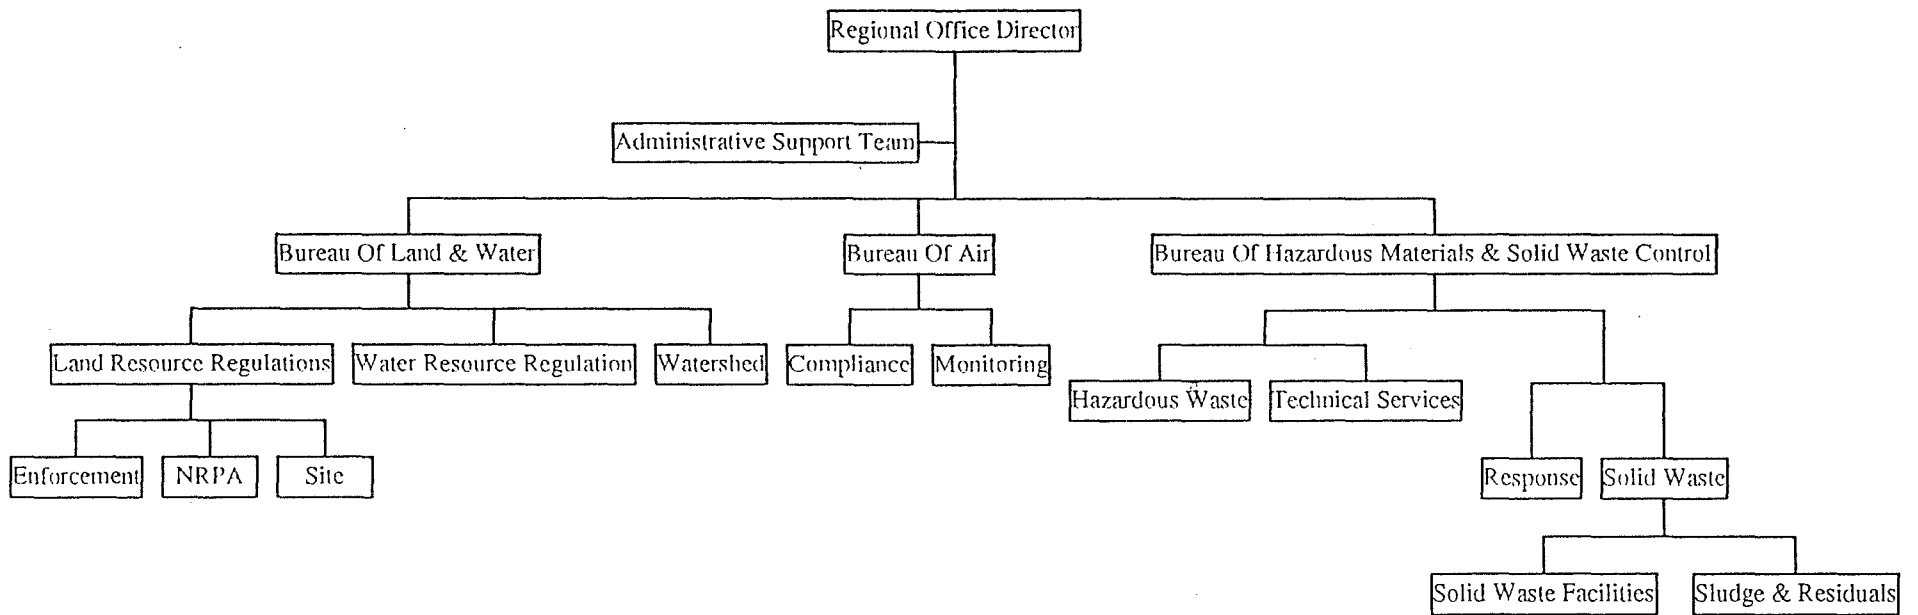 Regional Office Director
Administrative Support Team
Bureau Of Land & Water
Bureau Of Air
Bureau Of Hazardous Materials & Solid Waste Control
Land Resource Regulations
Water Resource Regulation
Watershed
Compliance
Monitoring
Hazardous Waste
Technical Services
Enforcement
NRPA
Site
Response
Solid Waste
Solid Waste Facilities
Sludge & Residuals